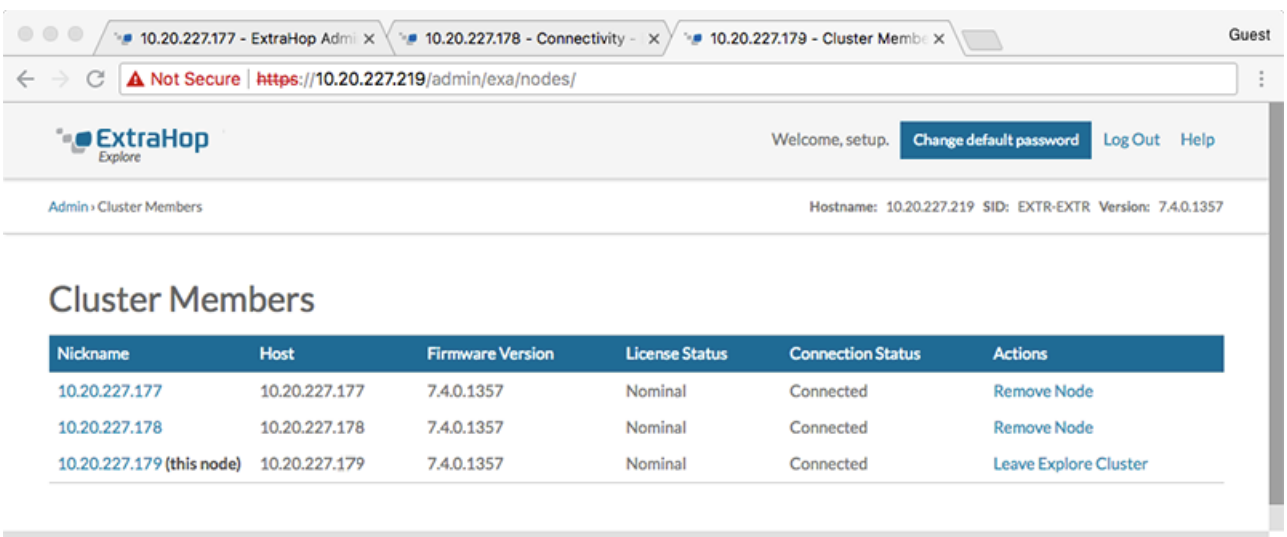 10.20.227.177 - ExtraHop Admi 10.20.227.178 - Connectivity - 10.20.227.179 - Cluster Membe Guest
Not Secure | https://10.20.227.219/admin/exa/nodes/
ExtraHop
Explore
Welcome, setup. Change default password Log Out Help
Admin › Cluster Members Hostname: 10.20.227.219 SID: EXTR-EXTR Version: 7.4.0.1357
Cluster Members
Nickname Host Firmware Version License Status Connection Status Actions
10.20.227.177 10.20.227.177 7.4.0.1357 Nominal Connected Remove Node
10.20.227.178 10.20.227.178 7.4.0.1357 Nominal Connected Remove Node
10.20.227.179 (this node) 10.20.227.179 7.4.0.1357 Nominal Connected Leave Explore Cluster